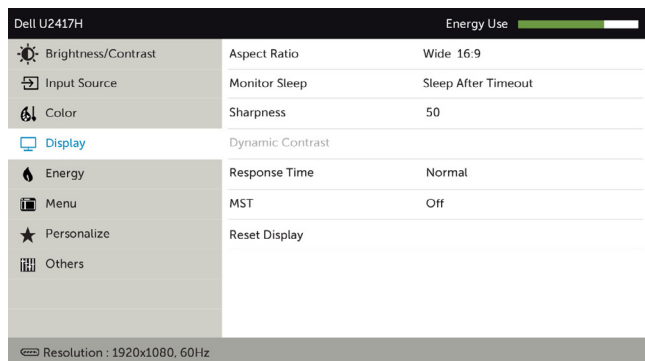 Dell U2417H Energy Use
Brightness/Contrast Aspect Ratio Wide 16:9
Input Source Monitor Sleep Sleep After Timeout
Color Sharpness 50
Display Dynamic Contrast
Energy Response Time Normal
Menu MST Off
Personalize Reset Display
Others
Resolution : 1920x1080, 60Hz